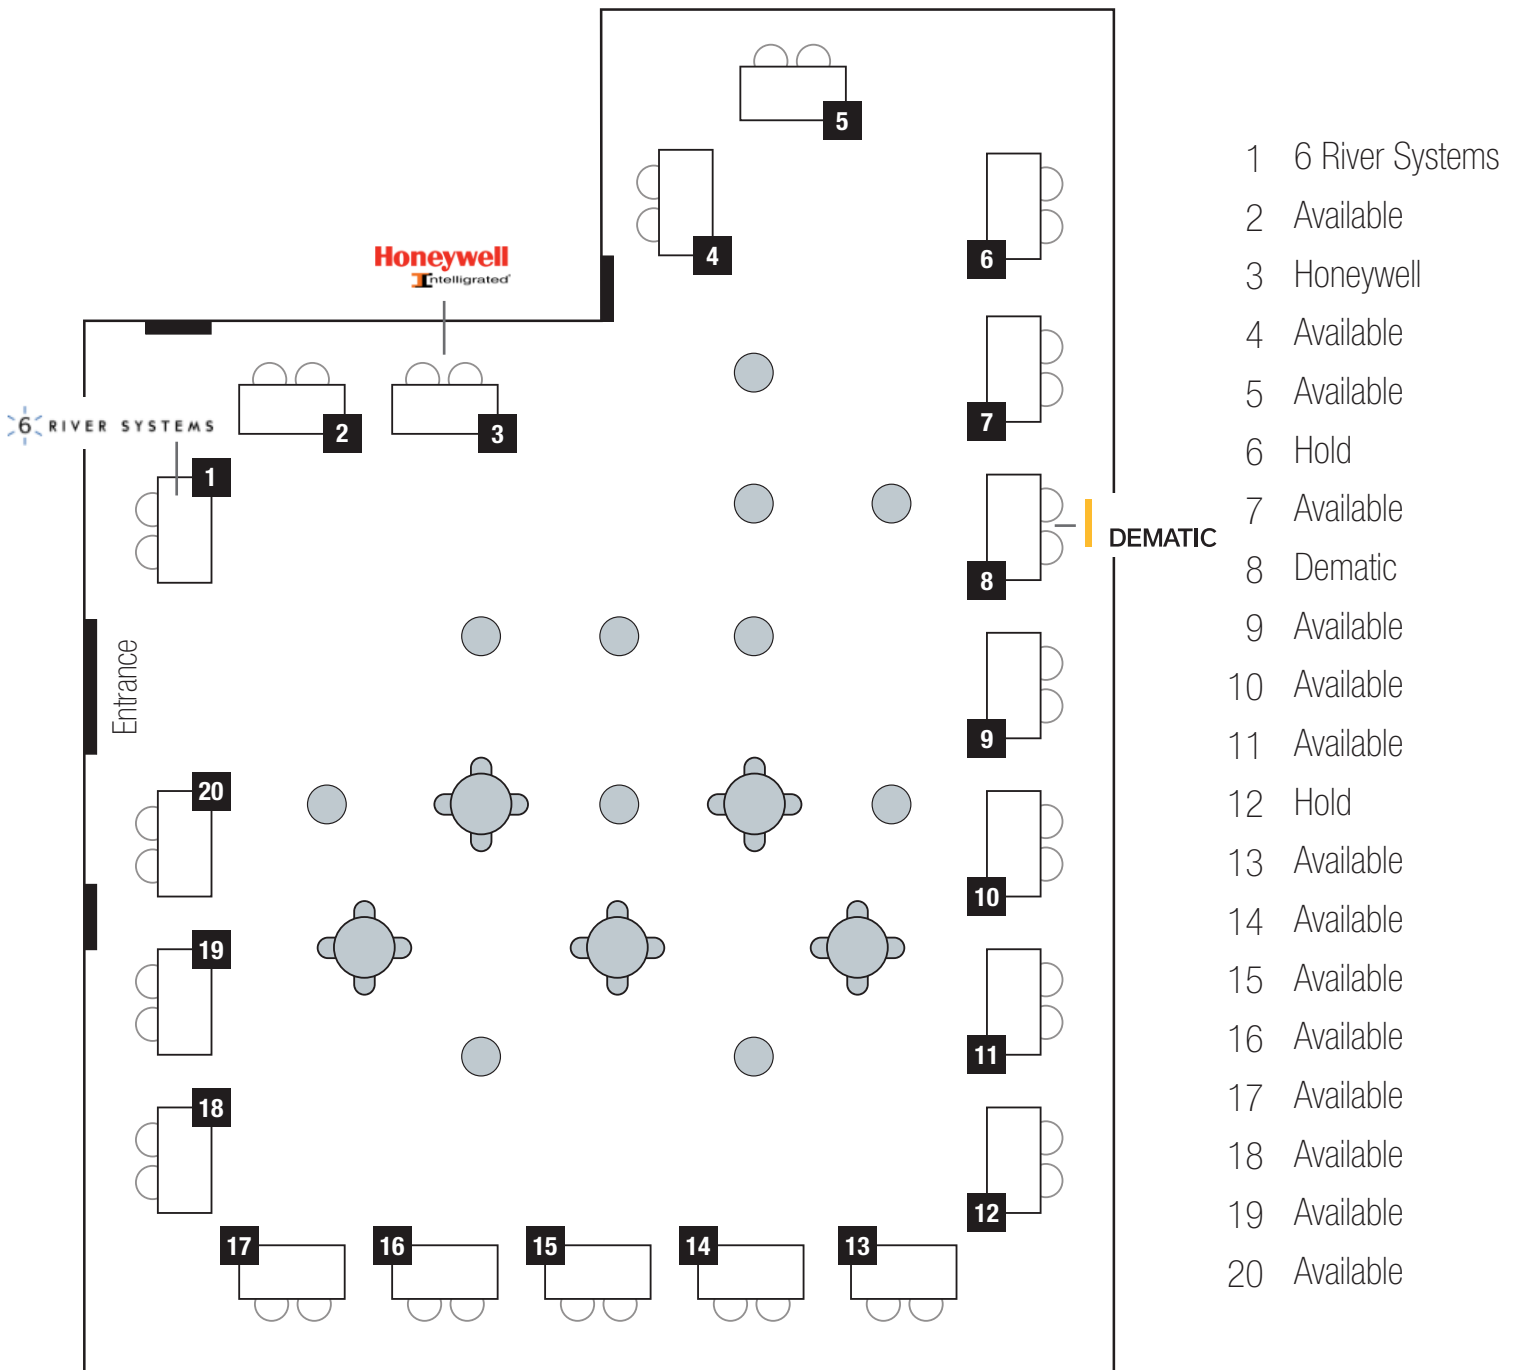 5
4
6
Honeywell
Intelligrated
7
2
3
6 RIVER SYSTEMS
1
DEMATIC
8
Entrance
9
20
10
19
11
18
12
17
16
15
14
13
1 6 River Systems
2 Available
3 Honeywell
4 Available
5 Available
6 Hold
7 Available
8 Dematic
9 Available
10 Available
11 Available
12 Hold
13 Available
14 Available
15 Available
16 Available
17 Available
18 Available
19 Available
20 Available